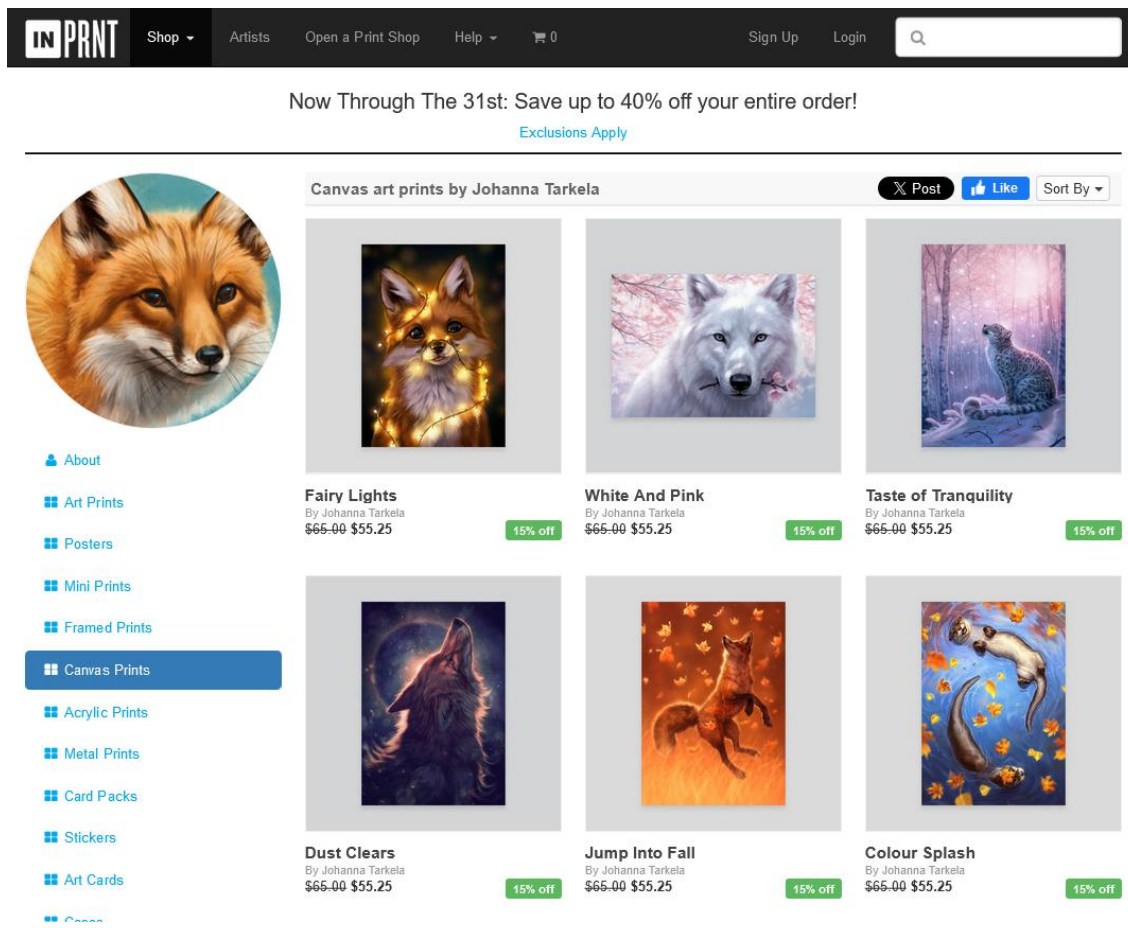 IN PRNT
Shop
Artists
Open a Print Shop
Help
0
Sign Up
Login
Now Through The 31st: Save up to 40% off your entire order!
Exclusions Apply
Canvas art prints by Johanna Tarkela
X Post
Like
Sort By
About
Art Prints
Posters
Mini Prints
Framed Prints
Canvas Prints
Acrylic Prints
Metal Prints
Card Packs
Stickers
Art Cards
Fairy Lights
By Johanna Tarkela
$65.00 $55.25
15% off
White And Pink
By Johanna Tarkela
$65.00 $55.25
15% off
Taste of Tranquility
By Johanna Tarkela
$65.00 $55.25
15% off
Dust Clears
By Johanna Tarkela
$65.00 $55.25
15% off
Jump Into Fall
By Johanna Tarkela
$65.00 $55.25
15% off
Colour Splash
By Johanna Tarkela
$65.00 $55.25
15% off